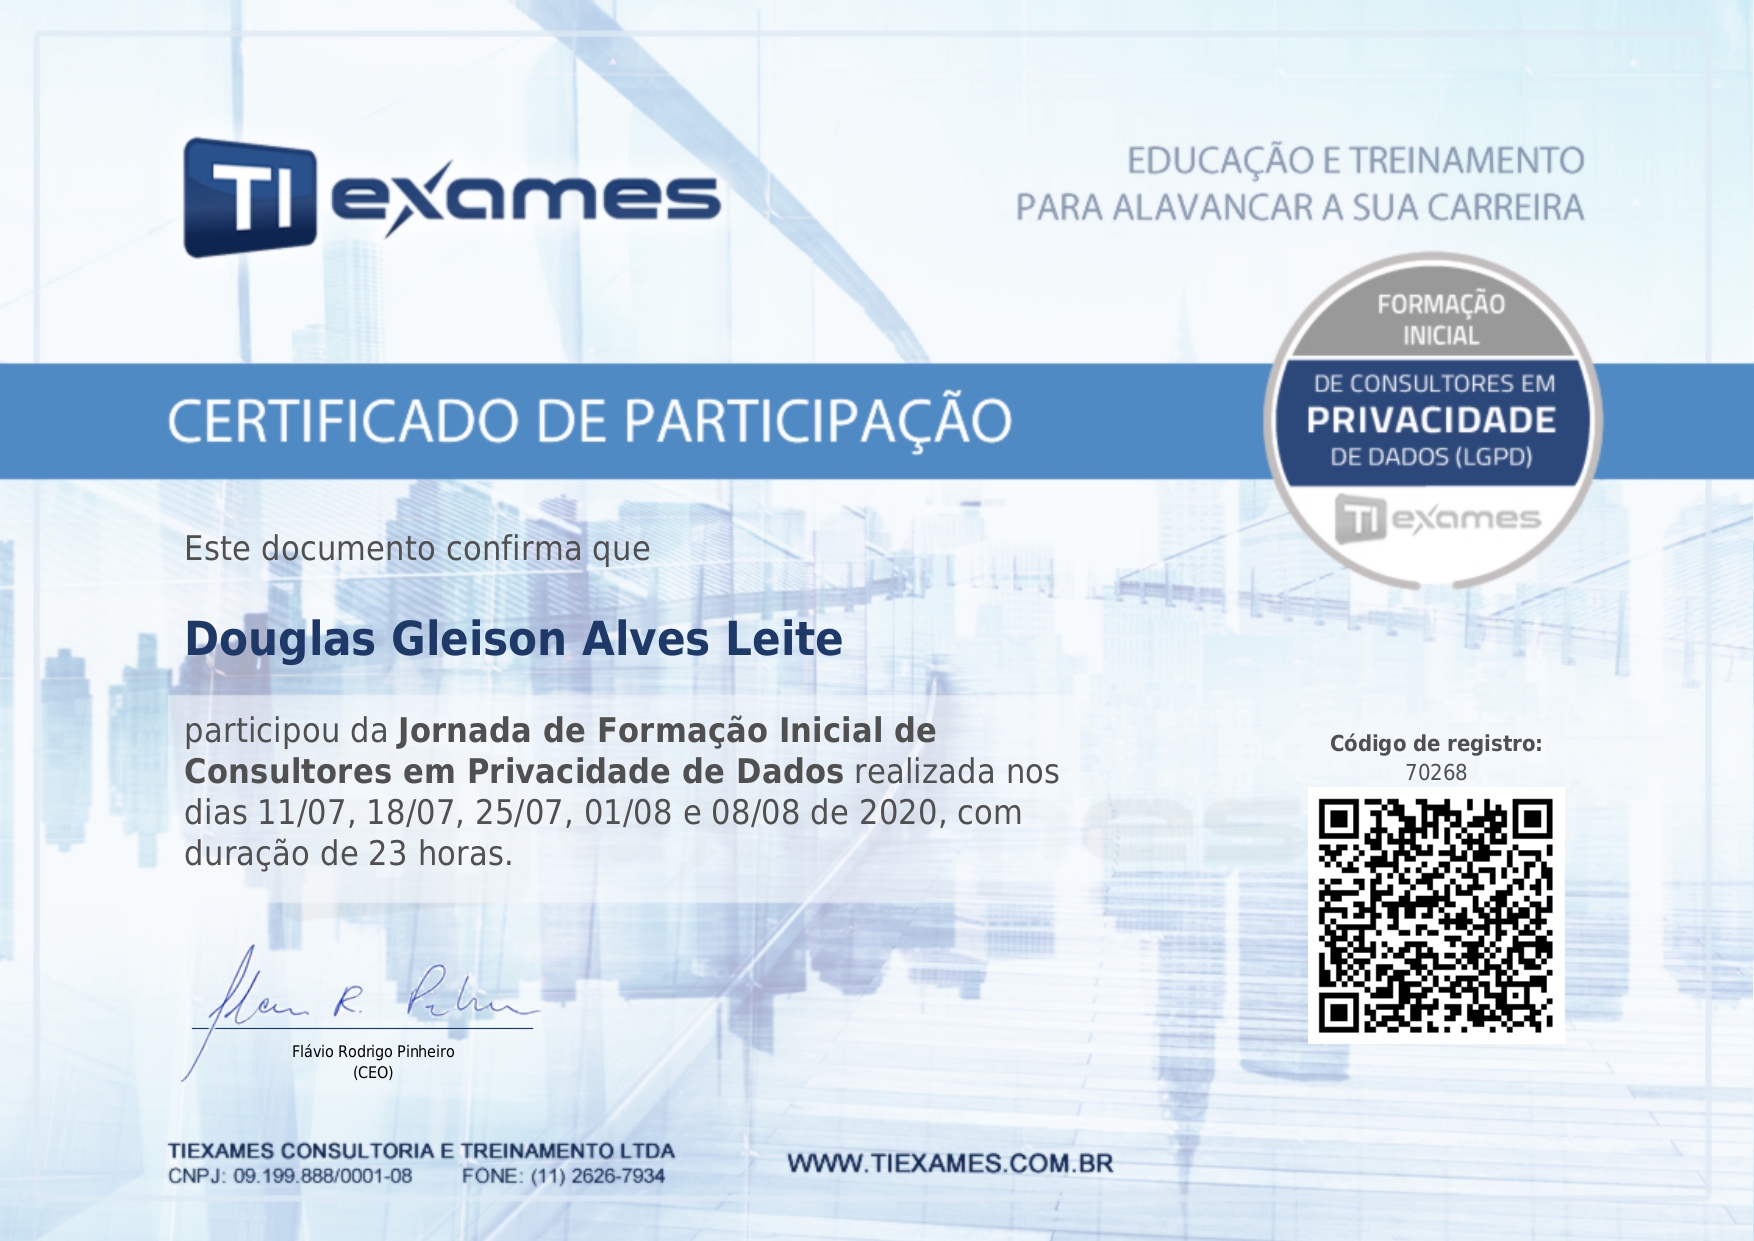 TI exames
EDUCAÇÃO E TREINAMENTO
PARA ALAVANCAR A SUA CARREIRA
FORMAÇÃO
INICIAL
DE CONSULTORES EM
PRIVACIDADE
DE DADOS (LGPD)
TI exames
CERTIFICADO DE PARTICIPAÇÃO
Este documento confirma que
Douglas Gleison Alves Leite
participou da Jornada de Formação Inicial de
Consultores em Privacidade de Dados realizada nos
dias 11/07, 18/07, 25/07, 01/08 e 08/08 de 2020, com
duração de 23 horas.
Código de registro:
70268
Flávio Rodrigo Pinheiro
(CEO)
TIEXAMES CONSULTORIA E TREINAMENTO LTDA
CNPJ: 09.199.888/0001-08 FONE: (11) 2626-7934
WWW.TIEXAMES.COM.BR